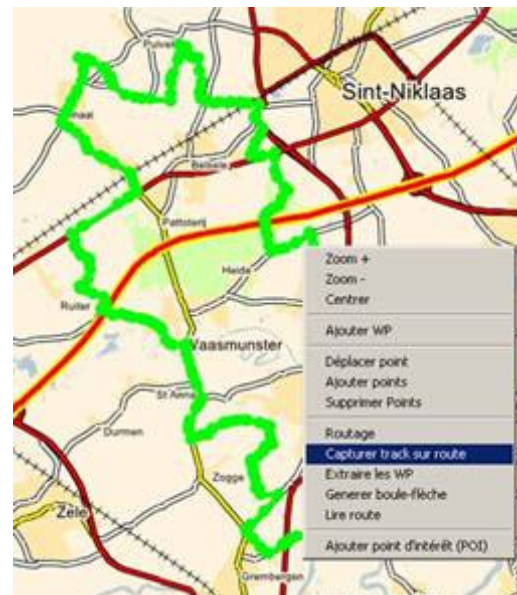 Sint-Niklaas
Belsele
Pattoterij
Heide
Ruiter
Waasmunster
St Anna
Durmen
Zogge
Zele
Grembergen
Zoom +
Zoom -
Centrer
Ajouter WP
Déplacer point
Ajouter points
Supprimer Points
Routage
Capturer track sur route
Extraire les WP
Generer boule-flèche
Lire route
Ajouter point d'intérêt (POI)